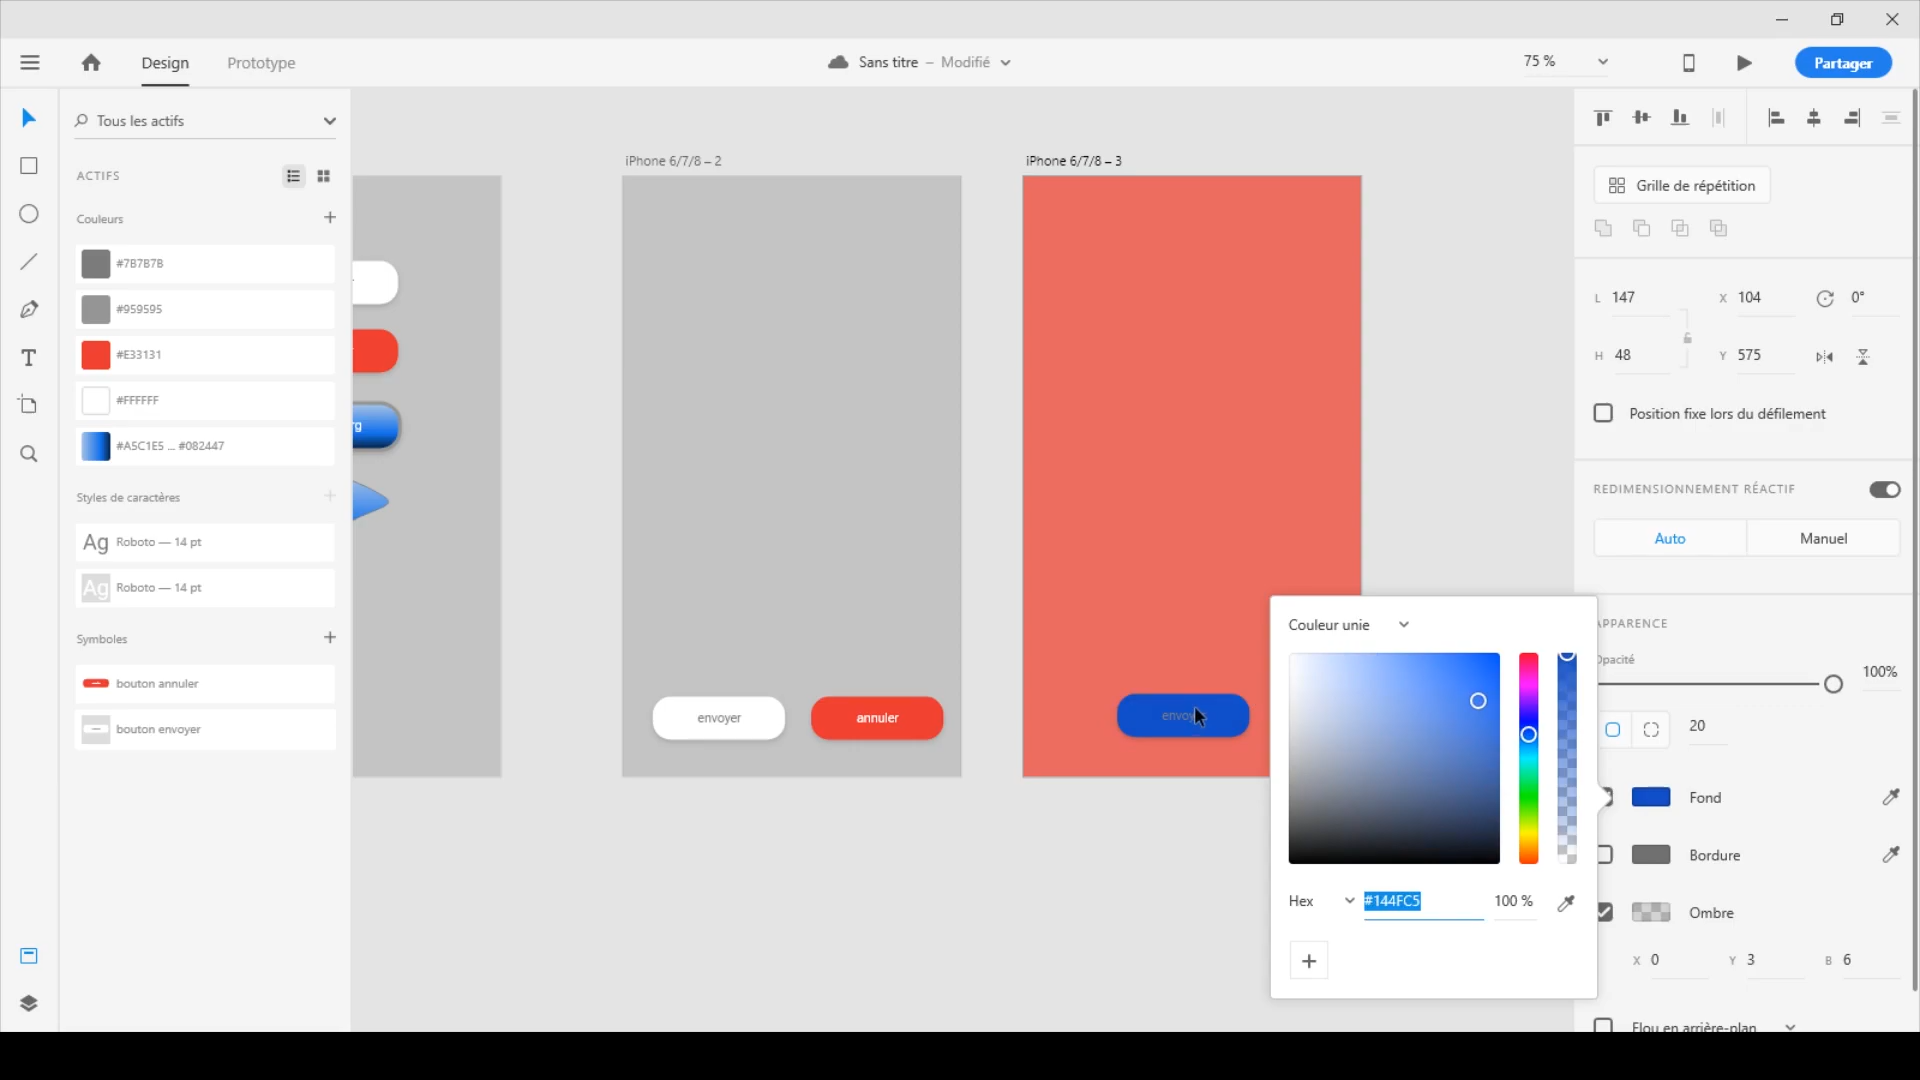 Design
Prototype
Sans titre – Modifié
75 %
Partager
Tous les actifs
ACTIFS
Couleurs
#7B7B7B
#959595
#E33131
#FFFFFF
#A5C1E5 ... #082447
Styles de caractères
Ag Roboto — 14 pt
Ag Roboto — 14 pt
Symboles
bouton annuler
bouton envoyer
iPhone 6/7/8 – 2
envoyer
annuler
iPhone 6/7/8 – 3
Couleur unie
Hex
#144FC5
100 %
Grille de répétition
L 147
X 104
0°
H 48
Y 575
Position fixe lors du défilement
REDIMENSIONNEMENT RÉACTIF
Auto
Manuel
APPARENCE
Opacité
100%
20
Fond
Bordure
Ombre
X 0
Y 3
B 6
Flou en arrière-plan